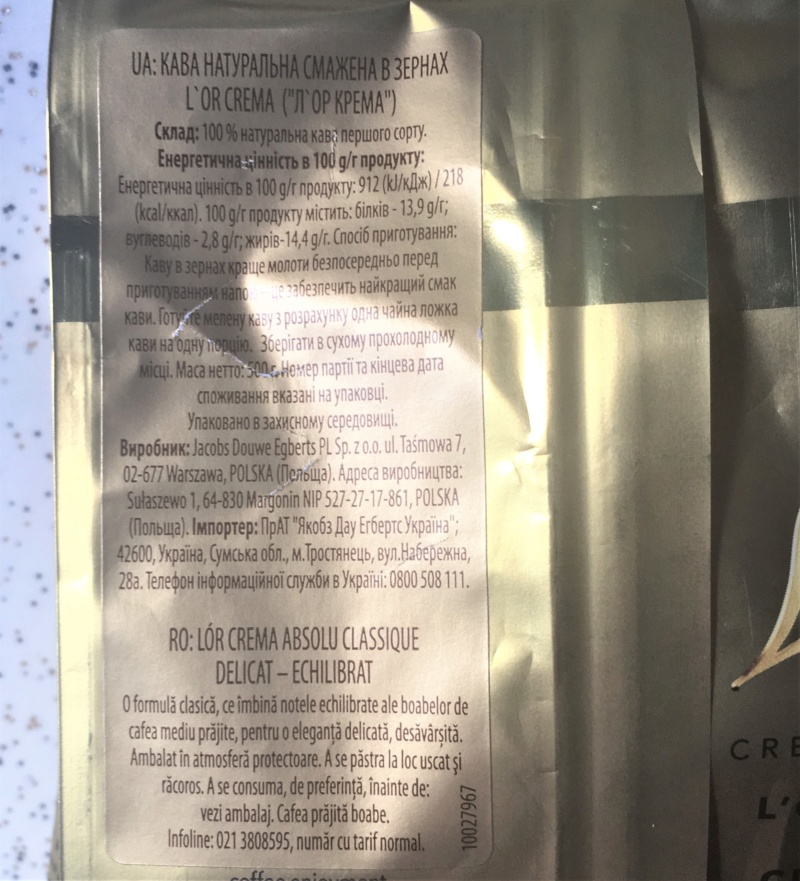 UA: КАВА НАТУРАЛЬНА СМАЖЕНА В ЗЕРНАХ
L`OR CREMA ("Л`ОР КРЕМА")
Склад: 100 % натуральна кава першого сорту.
Енергетична цінність в 100 g/г продукту:
Енергетична цінність в 100 g/г продукту: 912 (kJ/кДж) / 218
(kcal/ккал). 100 g/г продукту містить: білків - 13,9 g/г;
вуглеводів - 2,8 g/г; жирів-14,4 g/г. Спосіб приготування:
Каву в зернах краще молоти безпосередньо перед
приготуванням напо – це забезпечить найкращий смак
кави. Готуйте мелену каву з розрахунку одна чайна ложка
кави на одну порцію. Зберігати в сухому прохолодному
місці. Маса нетто: 500 г. Номер партії та кінцева дата
споживання вказані на упаковці.
Упаковано в захисному середовищі.
Виробник: Jacobs Douwe Egberts PL Sp. z o.o. ul. Taśmowa 7,
02-677 Warszawa, POLSKA (Польща). Адреса виробництва:
Sułaszewo 1, 64-830 Margonin NIP 527-27-17-861, POLSKA
(Польща). Імпортер: ПрАТ "Якобз Дау Егбертс Україна";
42600, Україна, Сумська обл., м.Тростянець, вул.Набережна,
28а. Телефон інформаційної служби в Україні: 0800 508 111.
RO: LÓR CREMA ABSOLU CLASSIQUE
DELICAT – ECHILIBRAT
O formulă clasică, ce îmbină notele echilibrate ale boabelor de
cafea mediu prăjite, pentru o eleganță delicată, desăvârșită.
Ambalat în atmosferă protectoare. A se păstra la loc uscat şi
răcoros. A se consuma, de preferință, înainte de:
vezi ambalaj. Cafea prăjită boabe.
Infoline: 021 3808595, număr cu tarif normal.
10027967
coffee enjoyment
CRE
L'